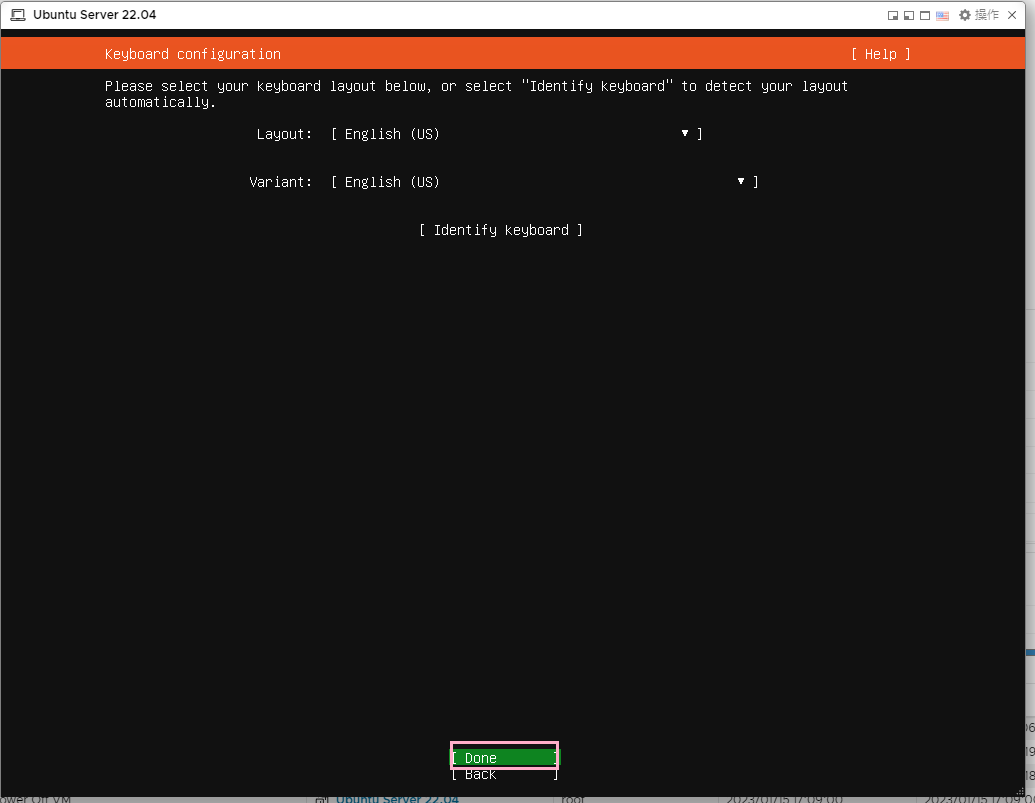 Ubuntu Server 22.04
操作
Keyboard configuration [ Help ]
Please select your keyboard layout below, or select "Identify keyboard" to detect your layout
automatically.
Layout: [ English (US) ▼ ]
Variant: [ English (US) ▼ ]
[ Identify keyboard ]
[ Done ]
[ Back ]
ower Off VM Ubuntu Server 22.04 root 2023/01/15 17:09:00 2023/01/15 17:09:0